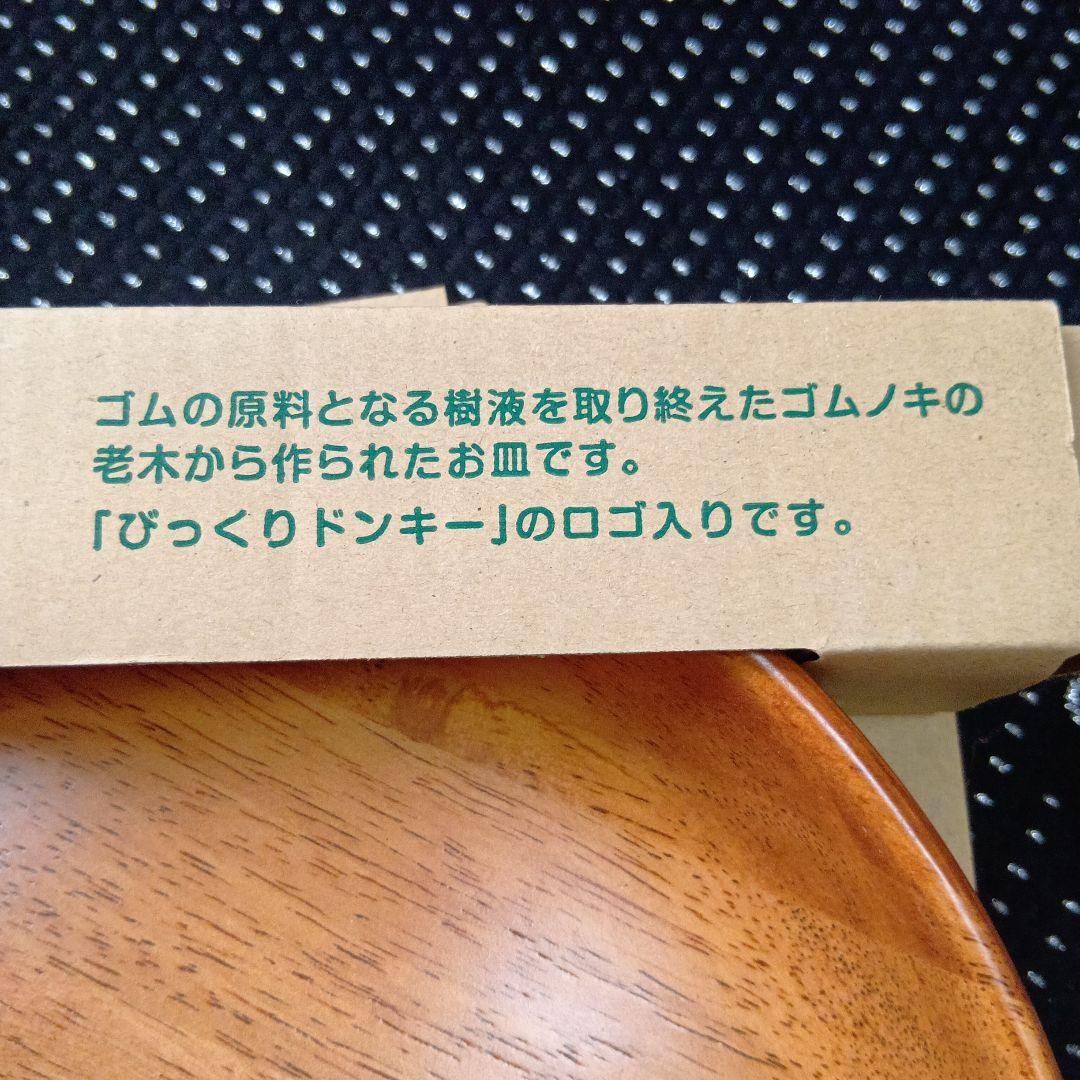 ゴムの原料となる樹液を取り終えたゴムノキの
老木から作られたお皿です。
「びっくりドンキー」のロゴ入りです。